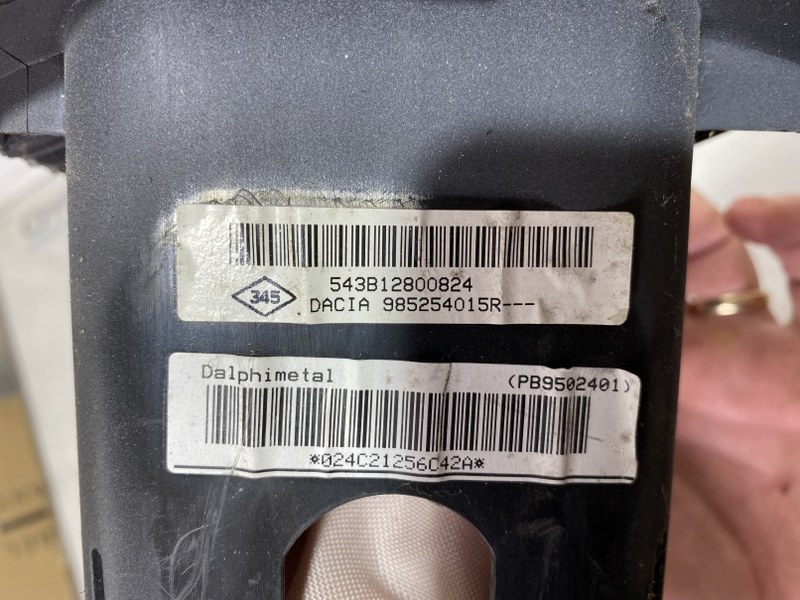 543B12800824
345
DACIA 985254015R---
Dalphimetal (PB9502401)
*024C21256C42A*